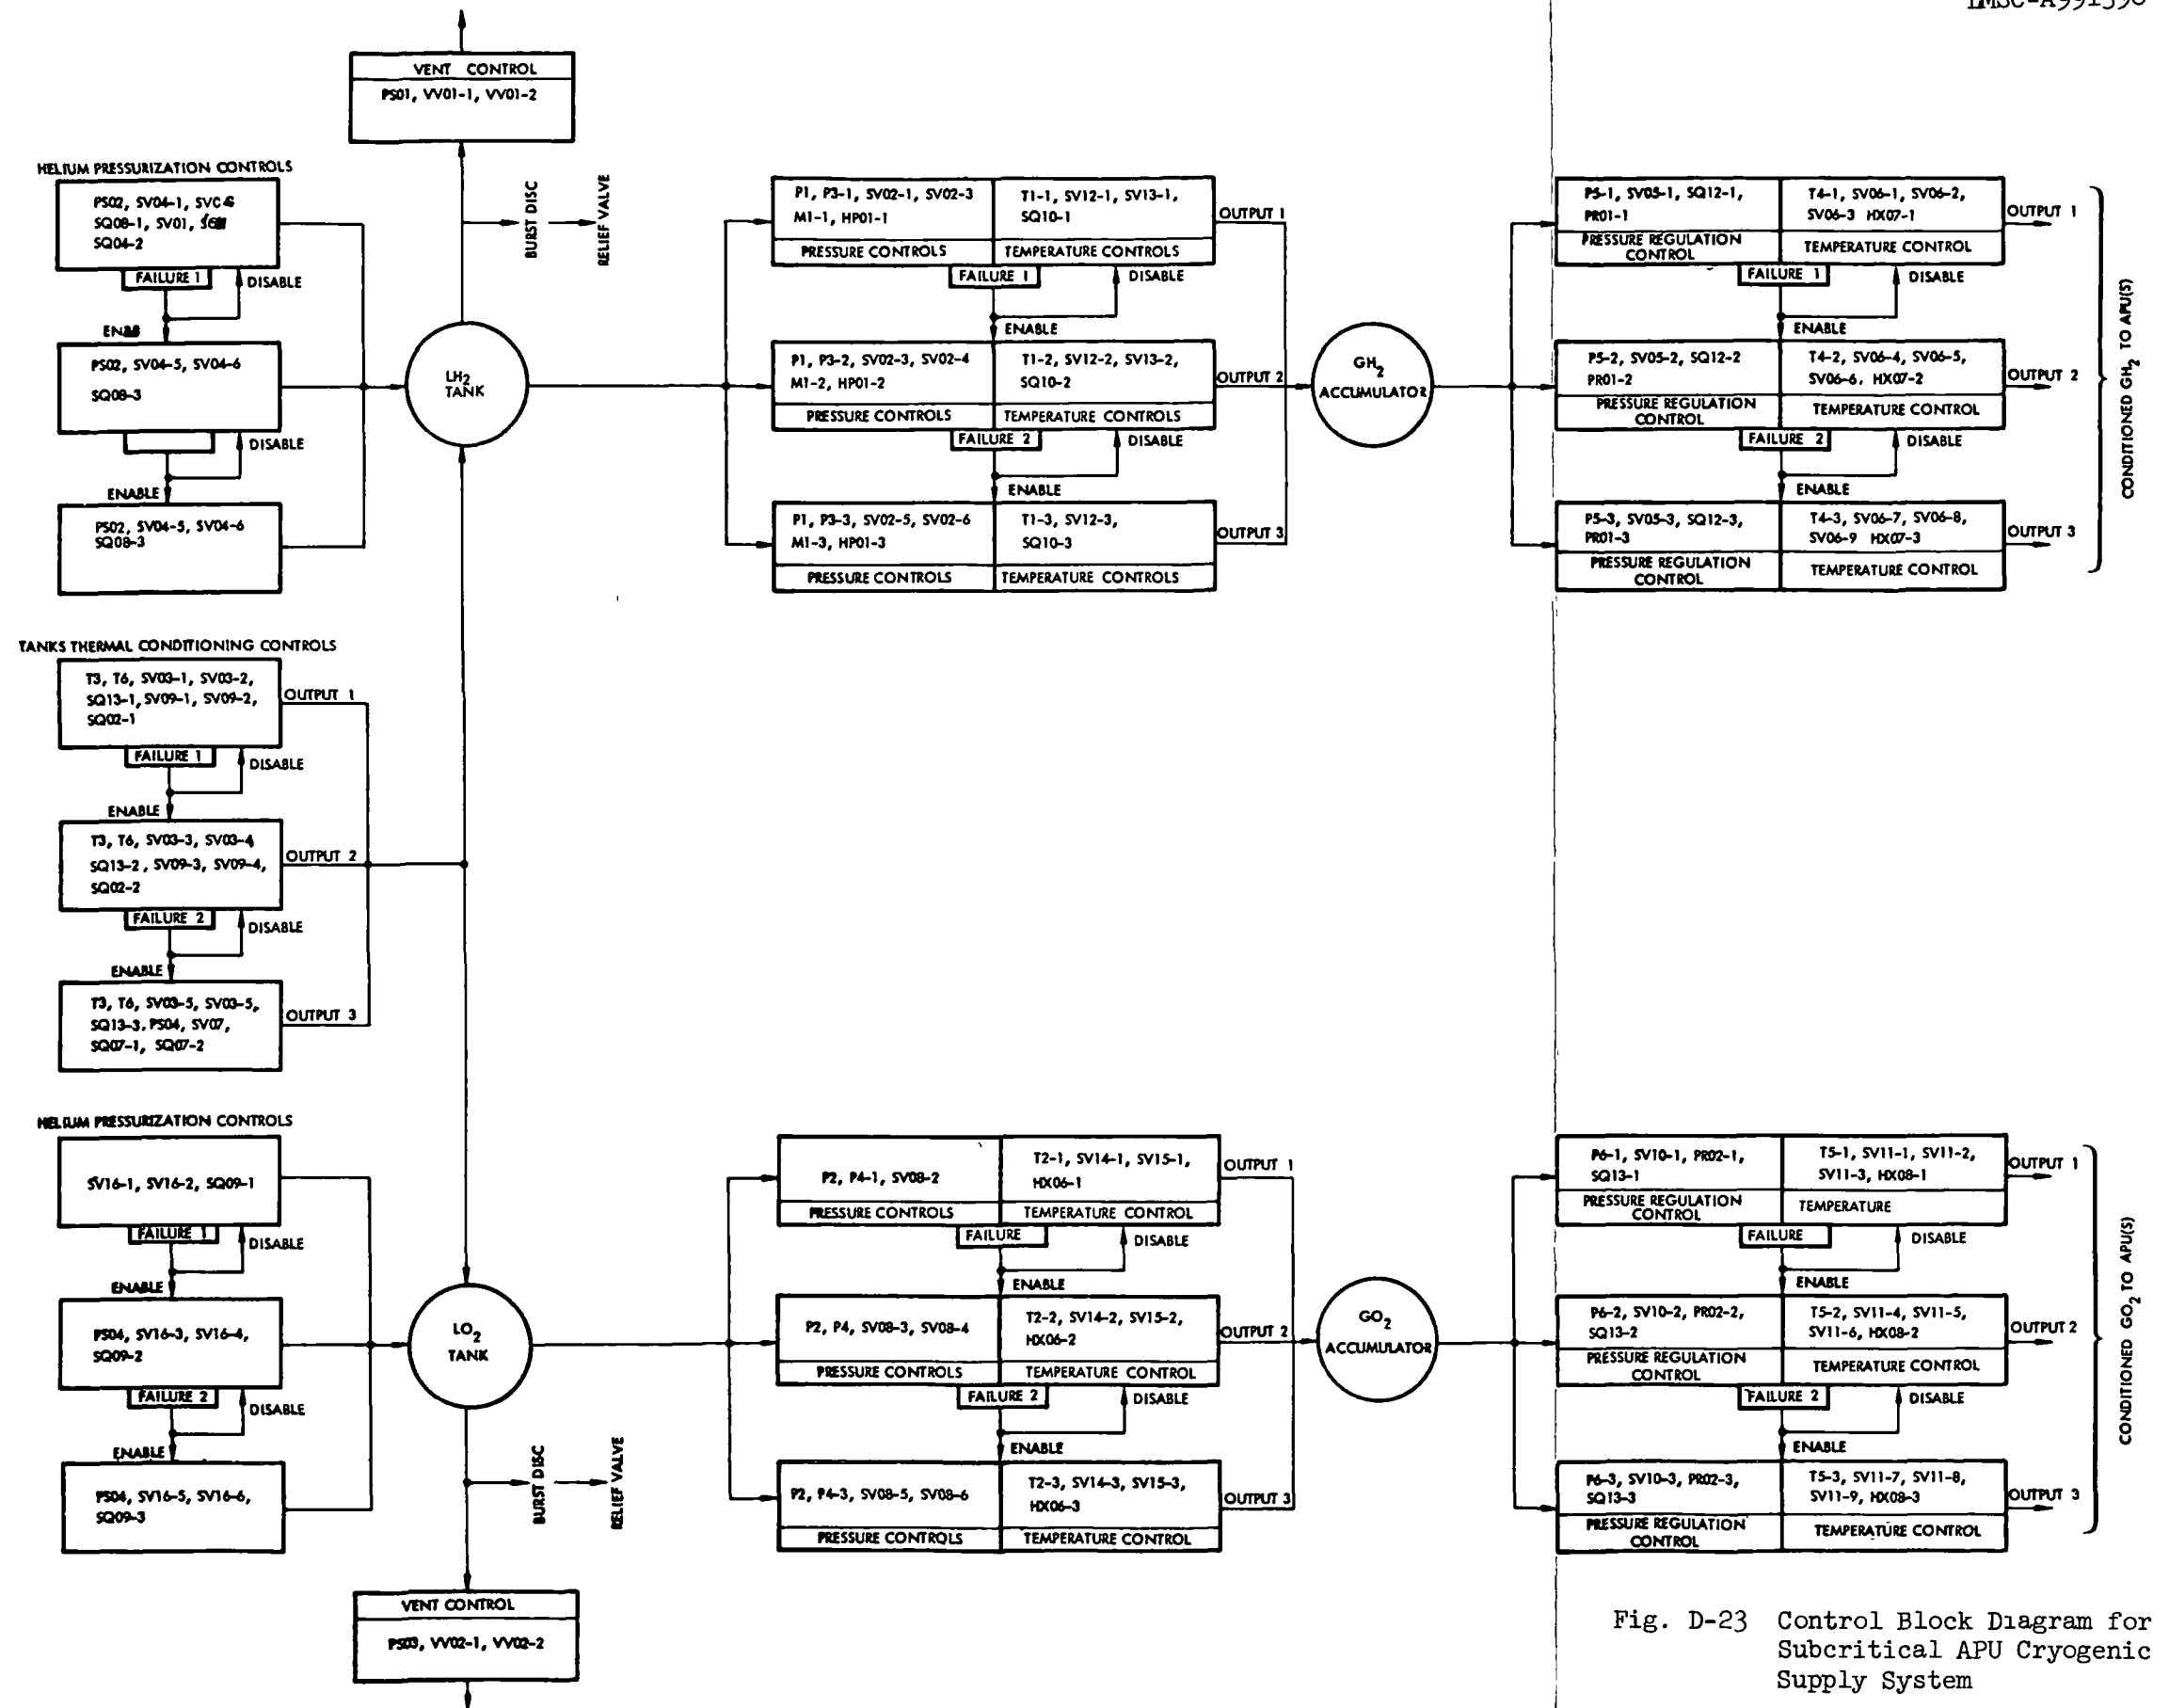 VENT CONTROL
PS01, VV01-1, VV01-2
BURST DISC
RELIEF VALVE
HELIUM PRESSURIZATION CONTROLS
PS02, SV04-1,
SQ08-1, SV01,
SQ04-2
FAILURE 1
DISABLE
PS02, SV04-5, SV04-6
SQ08-3
DISABLE
ENABLE
PS02, SV04-5, SV04-6
SQ08-3
LH2
TANK
P1, P3-1, SV02-1, SV02-3
M1-1, HP01-1
PRESSURE CONTROLS
T1-1, SV12-1, SV13-1,
SQ10-1
TEMPERATURE CONTROLS
OUTPUT 1
FAILURE 1
DISABLE
ENABLE
P1, P3-2, SV02-3, SV02-4
M1-2, HP01-2
PRESSURE CONTROLS
T1-2, SV12-2, SV13-2,
SQ10-2
TEMPERATURE CONTROLS
OUTPUT 2
FAILURE 2
DISABLE
ENABLE
P1, P3-3, SV02-5, SV02-6
M1-3, HP01-3
PRESSURE CONTROLS
T1-3, SV12-3,
SQ10-3
TEMPERATURE CONTROLS
OUTPUT 3
GH2
ACCUMULATOR
P5-1, SV05-1, SQ12-1,
PR01-1
PRESSURE REGULATION
CONTROL
T4-1, SV06-1, SV06-2,
SV06-3 HX07-1
TEMPERATURE CONTROL
OUTPUT 1
FAILURE 1
DISABLE
ENABLE
P5-2, SV05-2, SQ12-2
PR01-2
PRESSURE REGULATION
CONTROL
T4-2, SV06-4, SV06-5,
SV06-6, HX07-2
TEMPERATURE CONTROL
OUTPUT 2
FAILURE 2
DISABLE
ENABLE
P5-3, SV05-3, SQ12-3,
PR01-3
PRESSURE REGULATION
CONTROL
T4-3, SV06-7, SV06-8,
SV06-9 HX07-3
TEMPERATURE CONTROL
OUTPUT 3
CONDITIONED GH2 TO APU(S)
TANKS THERMAL CONDITIONING CONTROLS
T3, T6, SV03-1, SV03-2,
SQ13-1, SV09-1, SV09-2,
SQ02-1
OUTPUT 1
FAILURE 1
DISABLE
ENABLE
T3, T6, SV03-3, SV03-4
SQ13-2, SV09-3, SV09-4,
SQ02-2
OUTPUT 2
FAILURE 2
DISABLE
ENABLE
T3, T6, SV03-5, SV03-5,
SQ13-3, PS04, SV07,
SQ07-1, SQ07-2
OUTPUT 3
HELIUM PRESSURIZATION CONTROLS
SV16-1, SV16-2, SQ09-1
FAILURE 1
DISABLE
ENABLE
PS04, SV16-3, SV16-4,
SQ09-2
FAILURE 2
DISABLE
ENABLE
PS04, SV16-5, SV16-6,
SQ09-3
LO2
TANK
BURST DISC
RELIEF VALVE
VENT CONTROL
PS03, VV02-1, VV02-2
P2, P4-1, SV08-2
PRESSURE CONTROLS
T2-1, SV14-1, SV15-1,
HX06-1
TEMPERATURE CONTROL
OUTPUT 1
FAILURE
DISABLE
ENABLE
P2, P4, SV08-3, SV08-4
PRESSURE CONTROLS
T2-2, SV14-2, SV15-2,
HX06-2
TEMPERATURE CONTROL
OUTPUT 2
FAILURE 2
DISABLE
ENABLE
P2, P4-3, SV08-5, SV08-6
PRESSURE CONTROLS
T2-3, SV14-3, SV15-3,
HX06-3
TEMPERATURE CONTROL
OUTPUT 3
GO2
ACCUMULATOR
P6-1, SV10-1, PR02-1,
SQ13-1
PRESSURE REGULATION
CONTROL
T5-1, SV11-1, SV11-2,
SV11-3, HX08-1
TEMPERATURE
OUTPUT 1
FAILURE
DISABLE
ENABLE
P6-2, SV10-2, PR02-2,
SQ13-2
PRESSURE REGULATION
CONTROL
T5-2, SV11-4, SV11-5,
SV11-6, HX08-2
TEMPERATURE CONTROL
OUTPUT 2
FAILURE 2
DISABLE
ENABLE
P6-3, SV10-3, PR02-3,
SQ13-3
PRESSURE REGULATION
CONTROL
T5-3, SV11-7, SV11-8,
SV11-9, HX08-3
TEMPERATURE CONTROL
OUTPUT 3
CONDITIONED GO2 TO APU(S)
Fig. D-23 Control Block Diagram for
Subcritical APU Cryogenic
Supply System